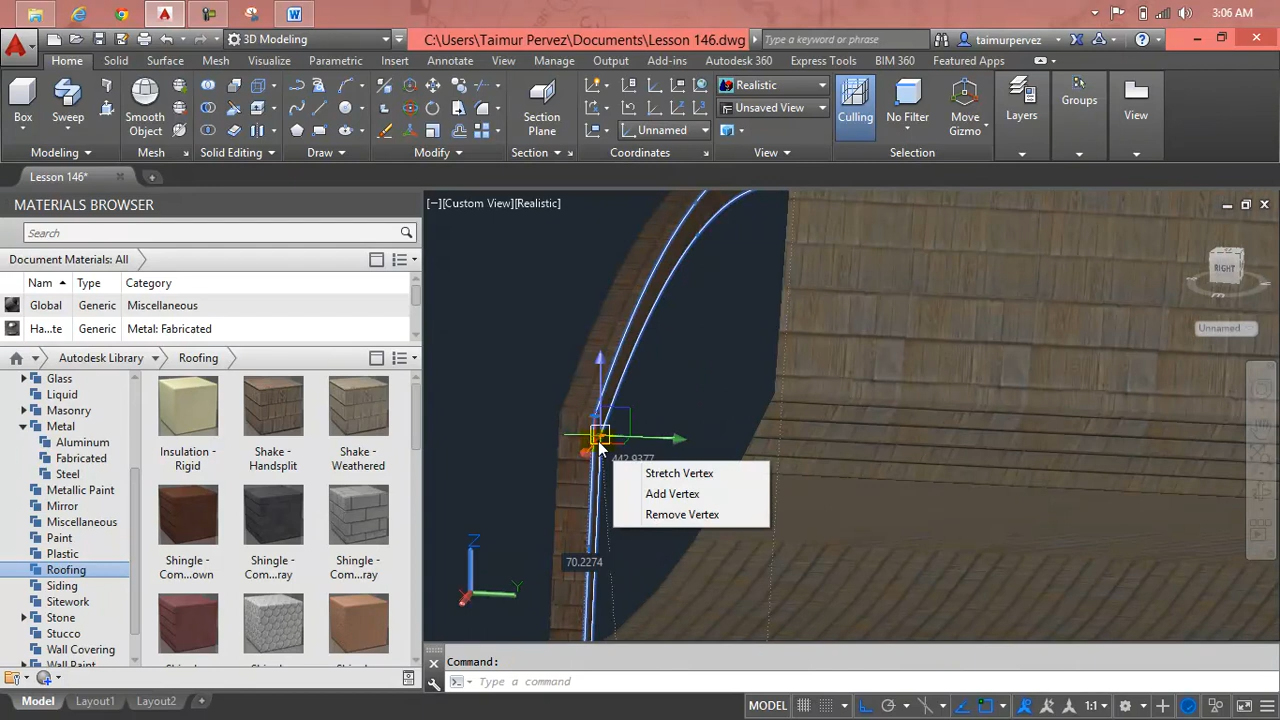 3:06 AM
3D Modeling
C:\Users\Taimur Pervez\Documents\Lesson 146.dwg
Type a keyword or phrase
taimurpervez
Home Solid Surface Mesh Visualize Parametric Insert Annotate View Manage Output Add-ins Autodesk 360 Express Tools BIM 360 Featured Apps
Realistic
Unsaved View
Unnamed
Box Sweep Smooth Object Section Plane Culling No Filter Move Gizmo Layers Groups View
Modeling Mesh Solid Editing Draw Modify Section Coordinates View Selection
Lesson 146*
MATERIALS BROWSER
[−][Custom View][Realistic]
Search
Document Materials: All
Nam Type Category
Global Generic Miscellaneous
Ha...te Generic Metal: Fabricated
Autodesk Library Roofing
Glass
Liquid
Masonry
Metal
Aluminum
Fabricated
Steel
Metallic Paint
Mirror
Miscellaneous
Paint
Plastic
Roofing
Siding
Sitework
Stone
Stucco
Wall Covering
Wall Paint
Insulation - Rigid
Shake - Handsplit
Shake - Weathered
Shingle - Com...own
Shingle - Com...ray
Shingle - Com...ray
RIGHT
Unnamed
442.9377
Stretch Vertex
Add Vertex
Remove Vertex
70.2274
Z
Y
Command:
Type a command
Model Layout1 Layout2
MODEL
1:1